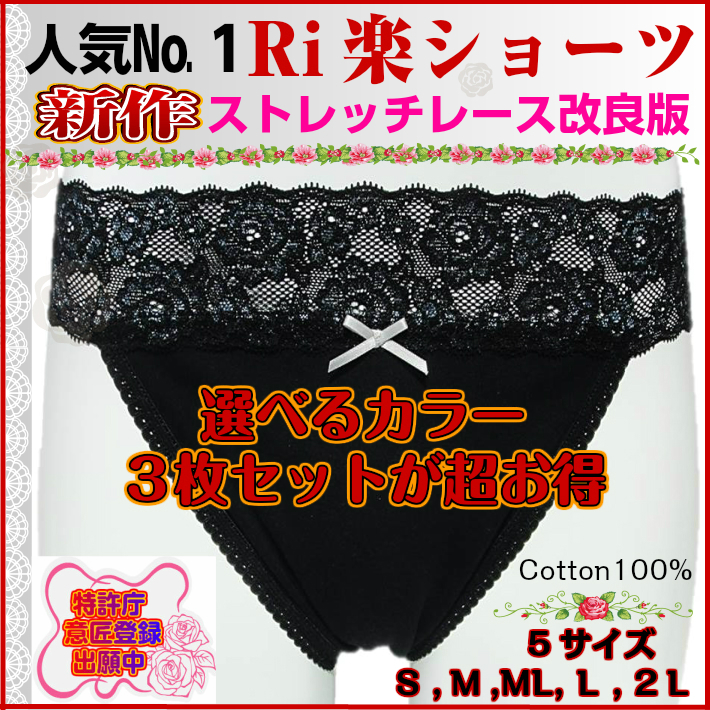 人気No.1 Ri楽ショーツ
新作 ストレッチレース改良版
選べるカラー
３枚セットが超お得
Cotton100%
特許庁
意匠登録
出願中
５サイズ
S , M ,ML, L , 2L